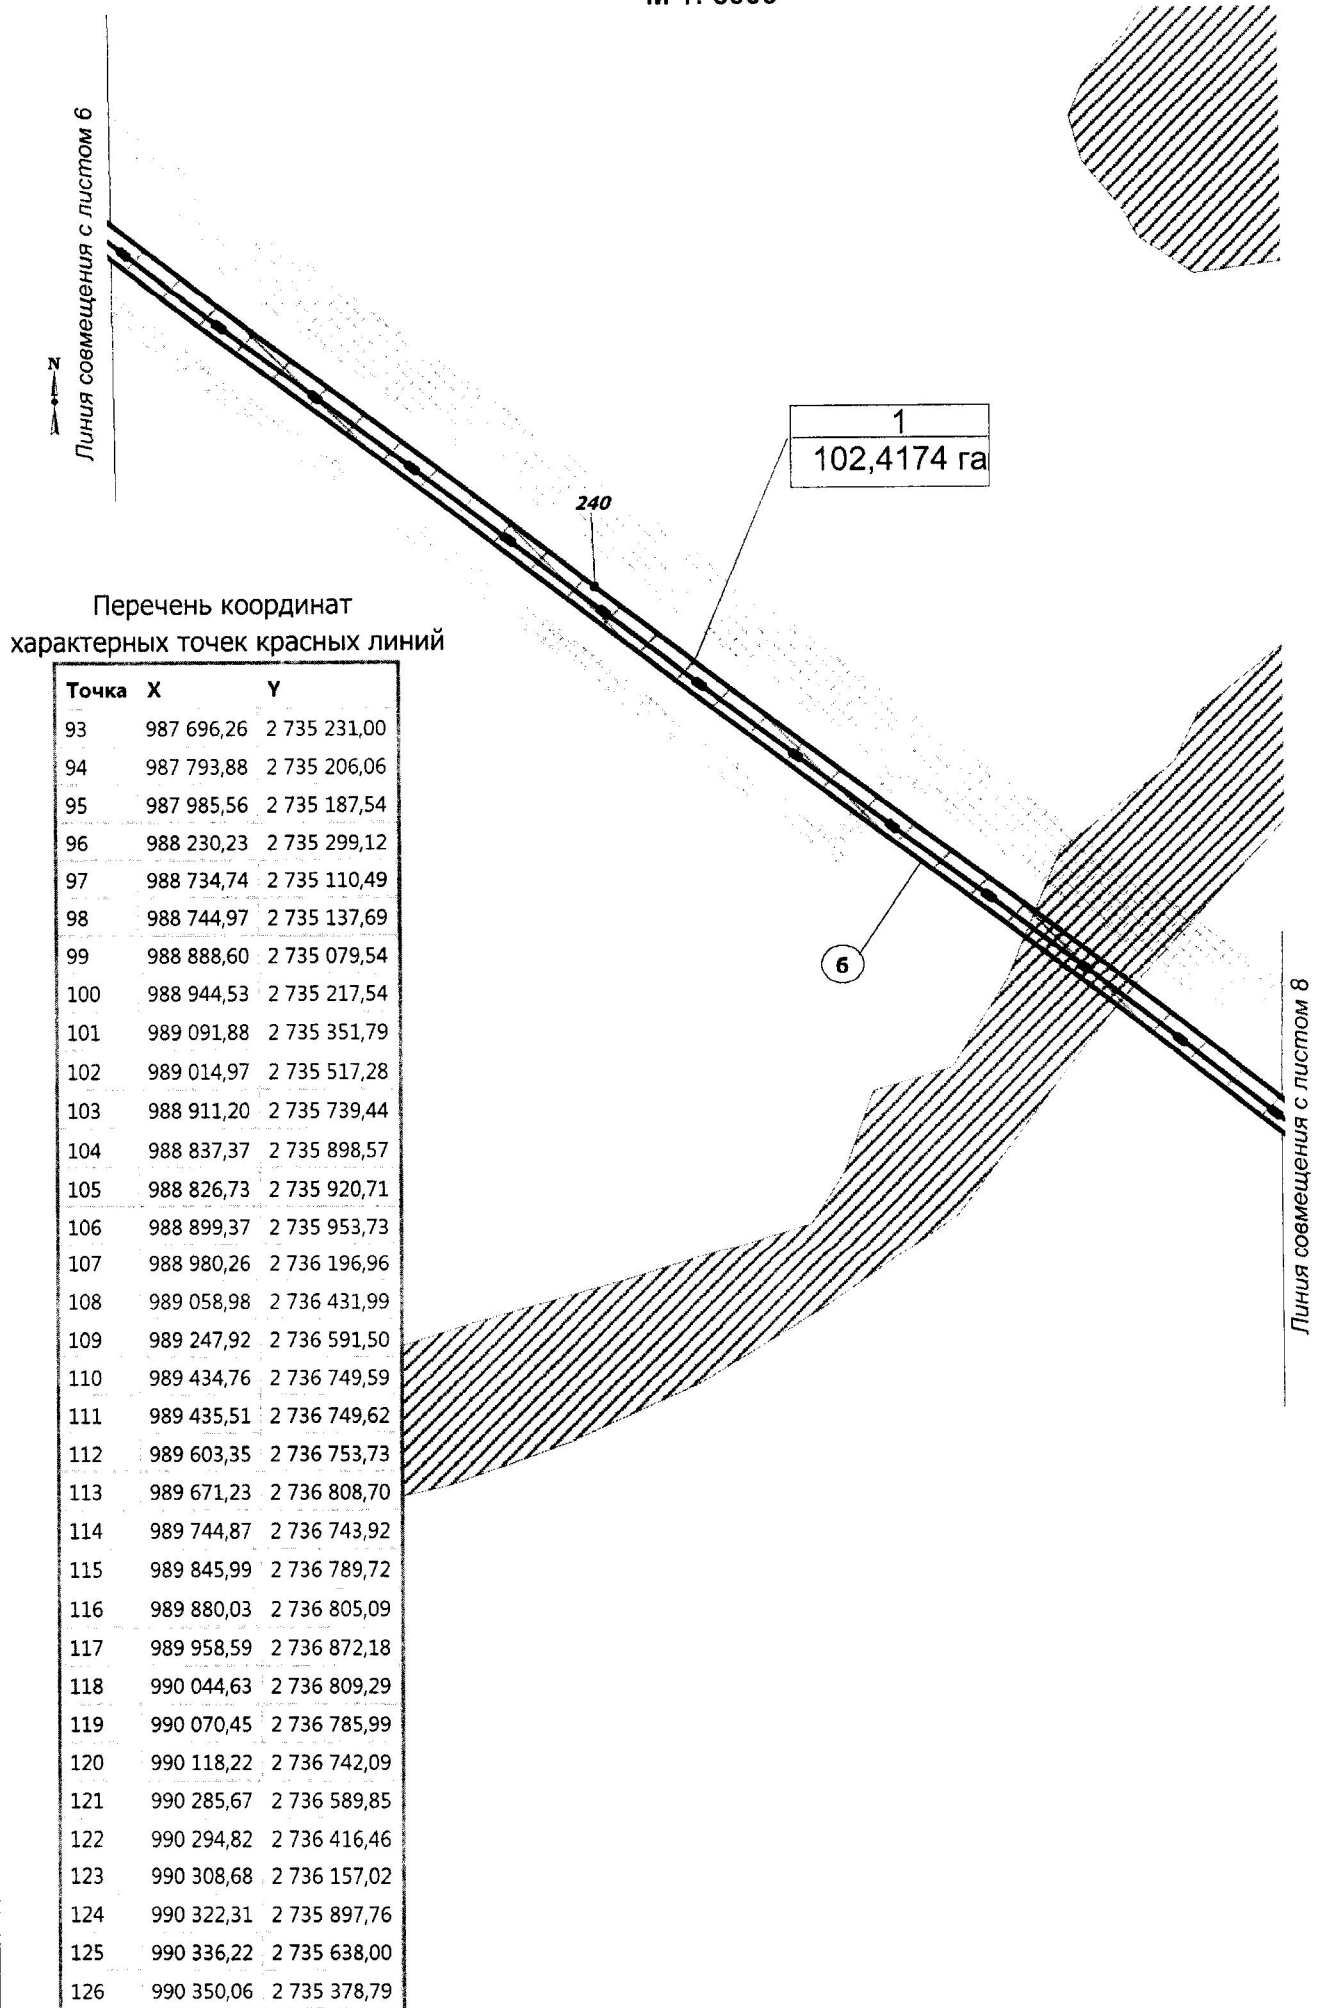 Линия совмещения с листом 6
N
1
102,4174 га
240
6
Линия совмещения с листом 8
Перечень координат
характерных точек красных линий
Точка X Y
93 987 696,26 2 735 231,00
94 987 793,88 2 735 206,06
95 987 985,56 2 735 187,54
96 988 230,23 2 735 299,12
97 988 734,74 2 735 110,49
98 988 744,97 2 735 137,69
99 988 888,60 2 735 079,54
100 988 944,53 2 735 217,54
101 989 091,88 2 735 351,79
102 989 014,97 2 735 517,28
103 988 911,20 2 735 739,44
104 988 837,37 2 735 898,57
105 988 826,73 2 735 920,71
106 988 899,37 2 735 953,73
107 988 980,26 2 736 196,96
108 989 058,98 2 736 431,99
109 989 247,92 2 736 591,50
110 989 434,76 2 736 749,59
111 989 435,51 2 736 749,62
112 989 603,35 2 736 753,73
113 989 671,23 2 736 808,70
114 989 744,87 2 736 743,92
115 989 845,99 2 736 789,72
116 989 880,03 2 736 805,09
117 989 958,59 2 736 872,18
118 990 044,63 2 736 809,29
119 990 070,45 2 736 785,99
120 990 118,22 2 736 742,09
121 990 285,67 2 736 589,85
122 990 294,82 2 736 416,46
123 990 308,68 2 736 157,02
124 990 322,31 2 735 897,76
125 990 336,22 2 735 638,00
126 990 350,06 2 735 378,79